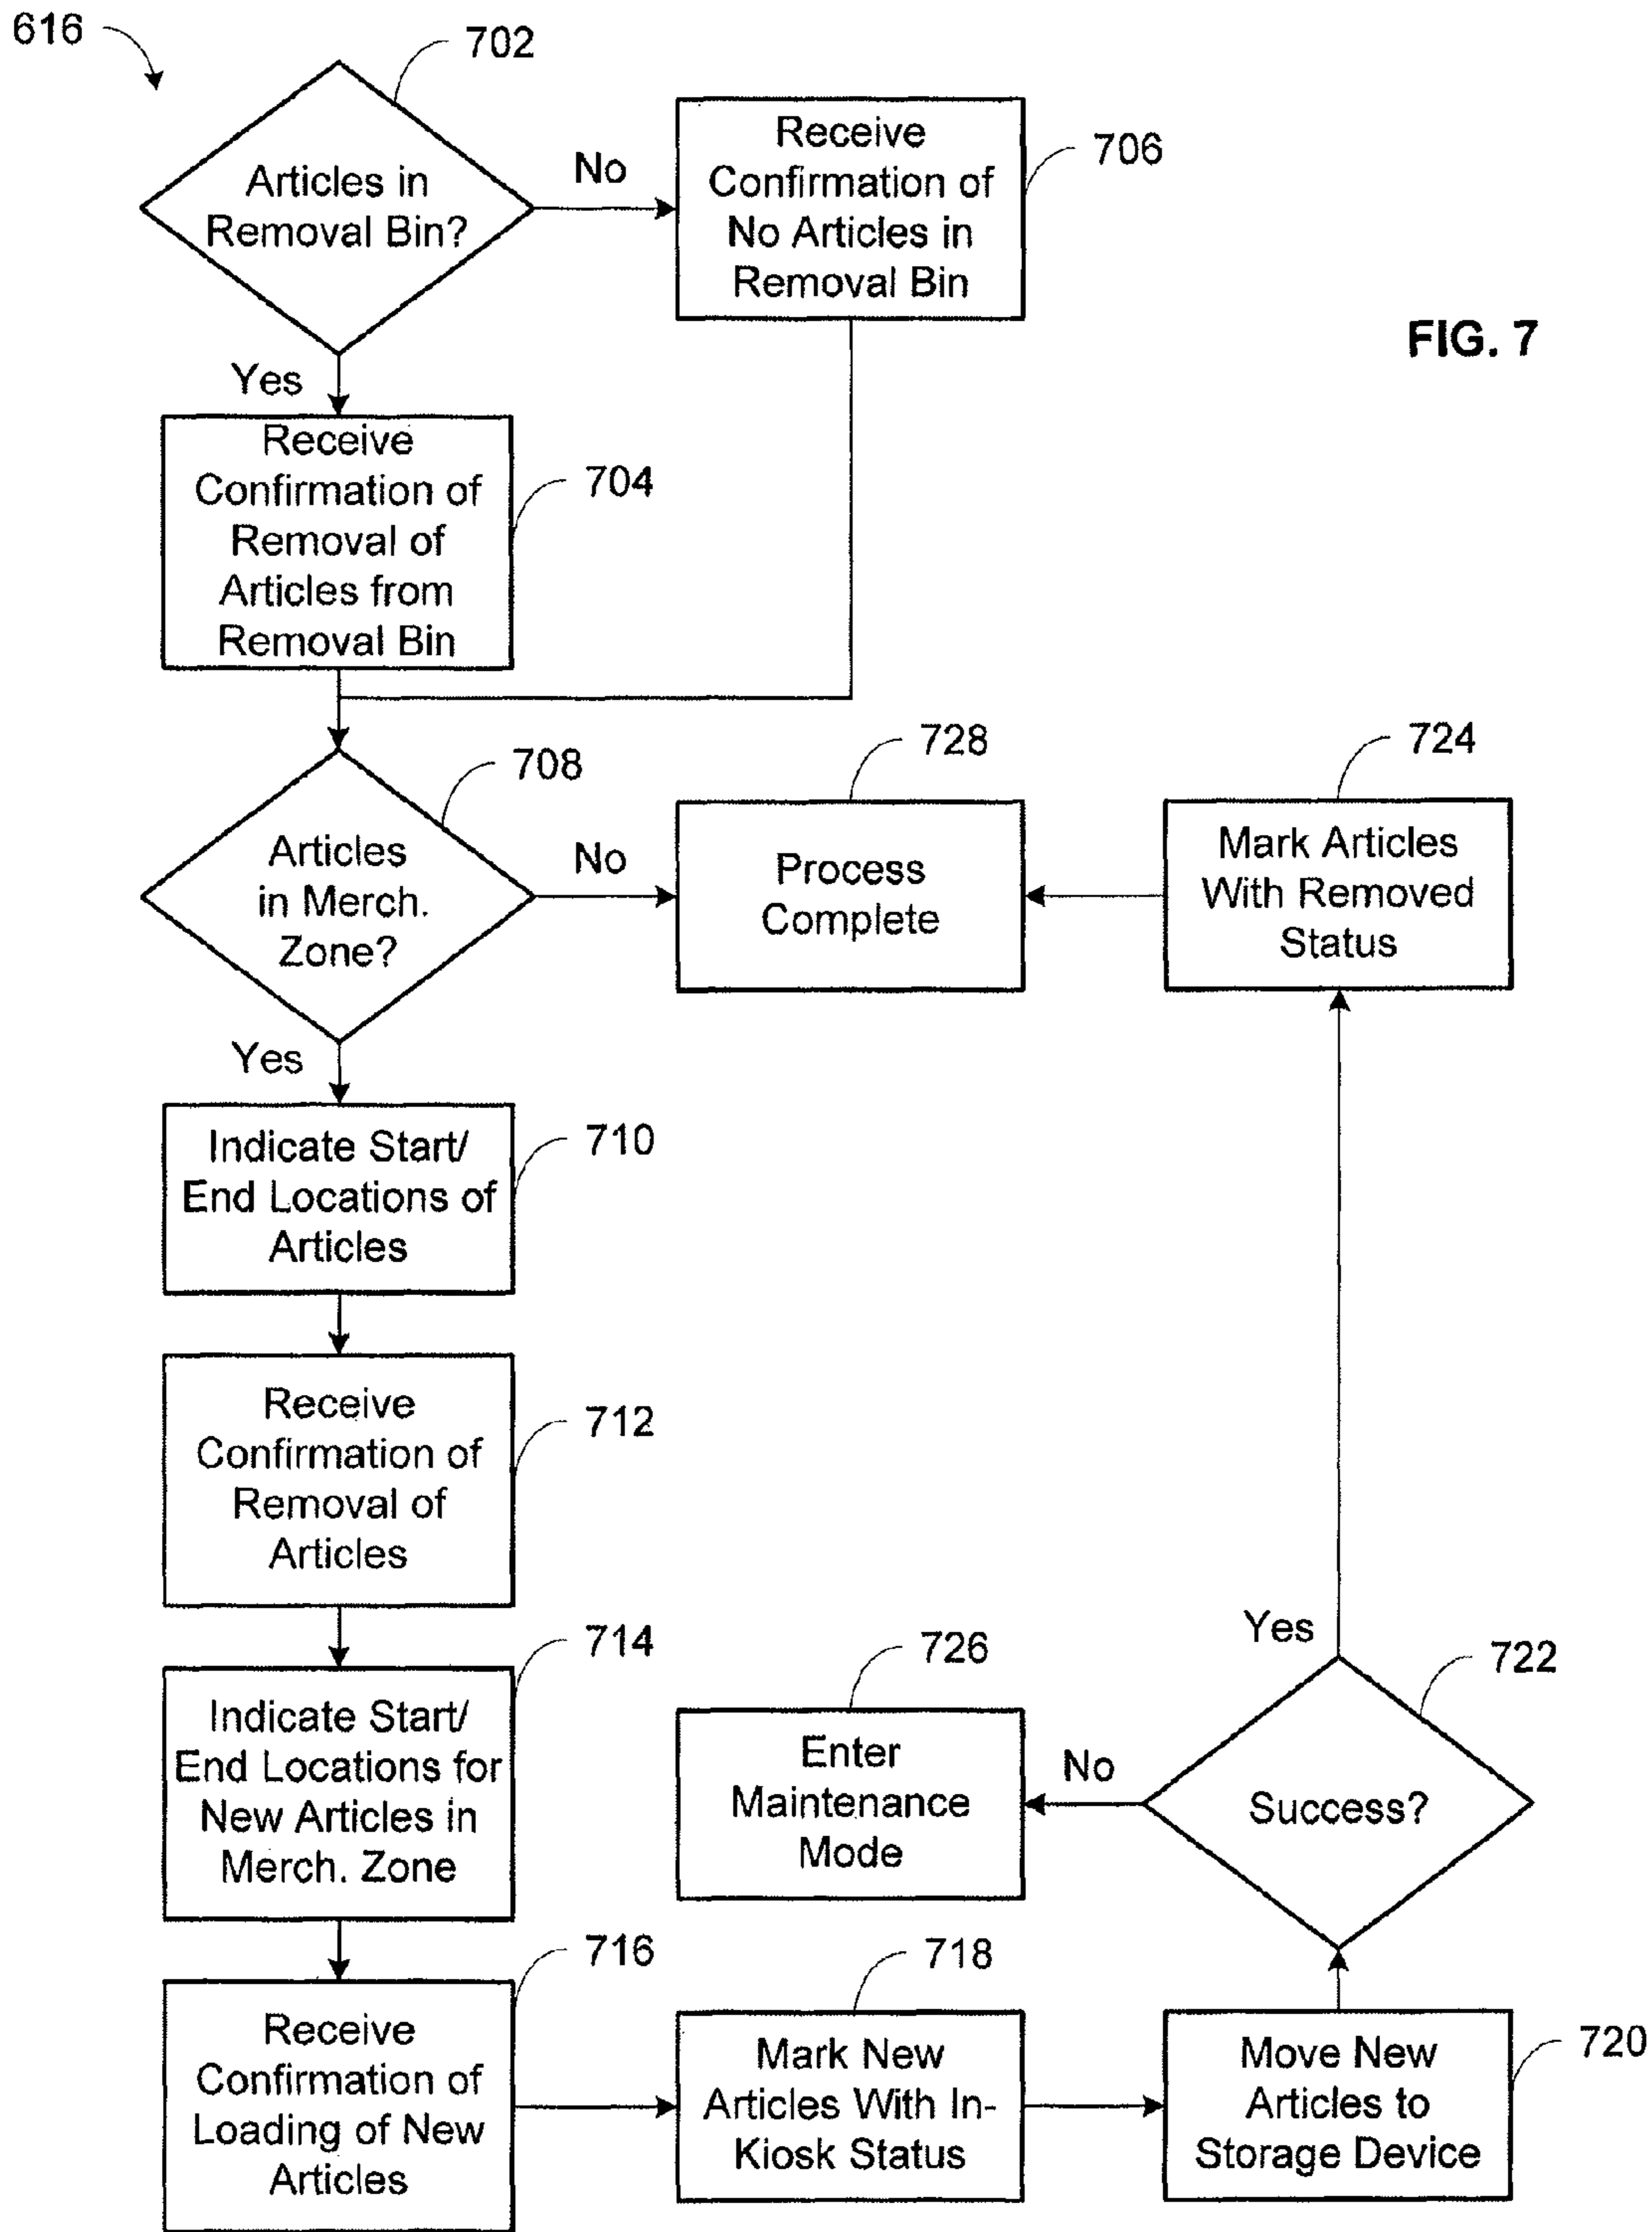 616
702
Articles in
Removal Bin?
No
Receive
Confirmation of
No Articles in
Removal Bin
706
FIG. 7
Yes
Receive
Confirmation of
Removal of
Articles from
Removal Bin
704
708
Articles
in Merch.
Zone?
No
728
Process
Complete
724
Mark Articles
With Removed
Status
Yes
Indicate Start/
End Locations of
Articles
710
Receive
Confirmation of
Removal of
Articles
712
714
Indicate Start/
End Locations for
New Articles in
Merch. Zone
726
Enter
Maintenance
Mode
No
Yes
722
Success?
716
Receive
Confirmation of
Loading of New
Articles
718
Mark New
Articles With In-
Kiosk Status
Move New
Articles to
Storage Device
720